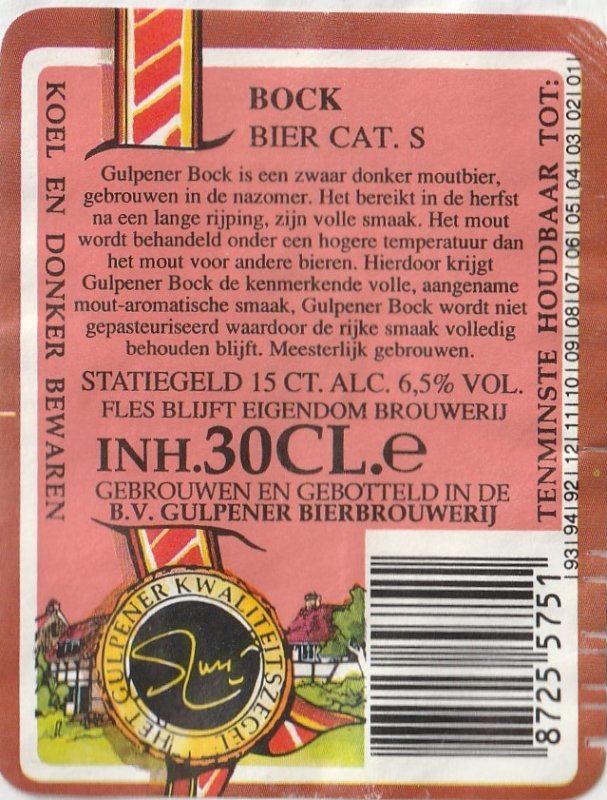 BOCK
BIER CAT. S
Gulpener Bock is een zwaar donker moutbier,
gebrouwen in de nazomer. Het bereikt in de herfst
na een lange rijping, zijn volle smaak. Het mout
wordt behandeld onder een hogere temperatuur dan
het mout voor andere bieren. Hierdoor krijgt
Gulpener Bock de kenmerkende volle, aangename
mout-aromatische smaak, Gulpener Bock wordt niet
gepasteuriseerd waardoor de rijke smaak volledig
behouden blijft. Meesterlijk gebrouwen.
STATIEGELD 15 CT. ALC. 6,5% VOL.
FLES BLIJFT EIGENDOM BROUWERIJ
INH.30CL.e
GEBROUWEN EN GEBOTTELD IN DE
B.V. GULPENER BIERBROUWERIJ
KOEL EN DONKER BEWAREN
TENMINSTE HOUDBAAR TOT:
93|94|92|12|11|10|09|08|07|06|05|04|03|02|01|
HET GULPENER KWALITEITSZEGEL
8725 5751